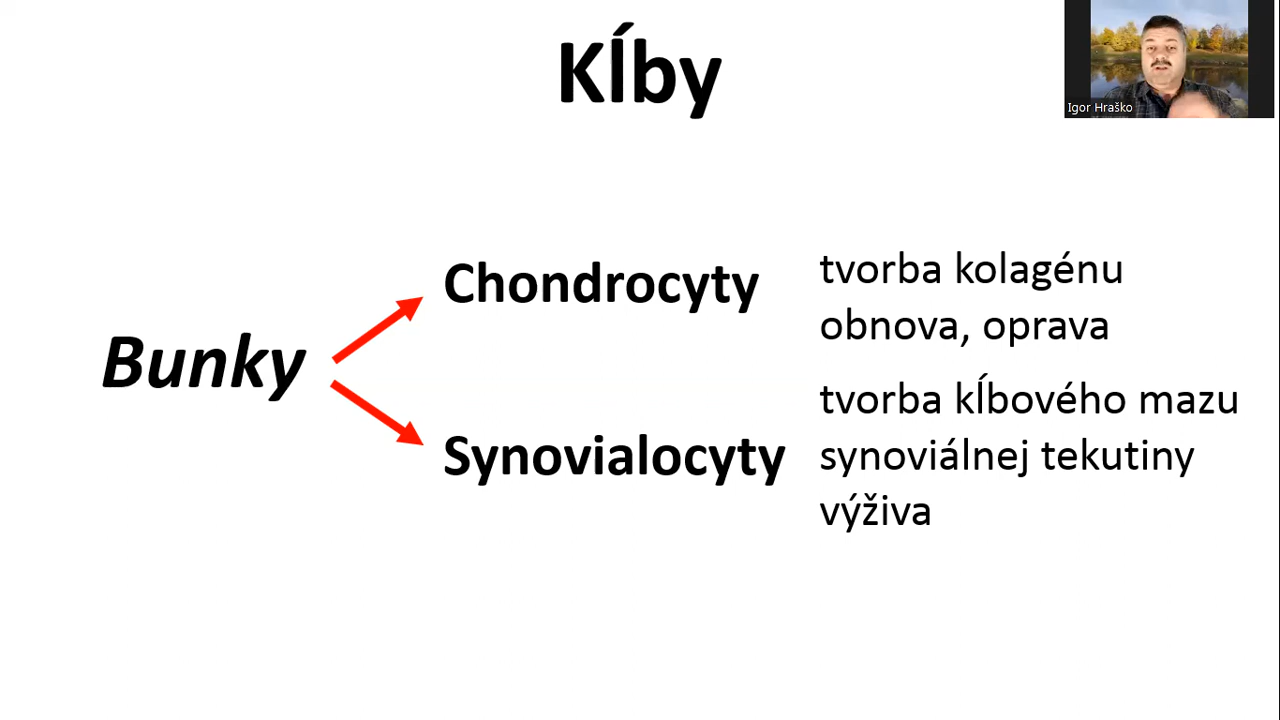 Kĺby
Igor Hraško
Bunky
Chondrocyty
tvorba kolagénu
obnova, oprava
Synovialocyty
tvorba kĺbového mazu
synoviálnej tekutiny
výživa